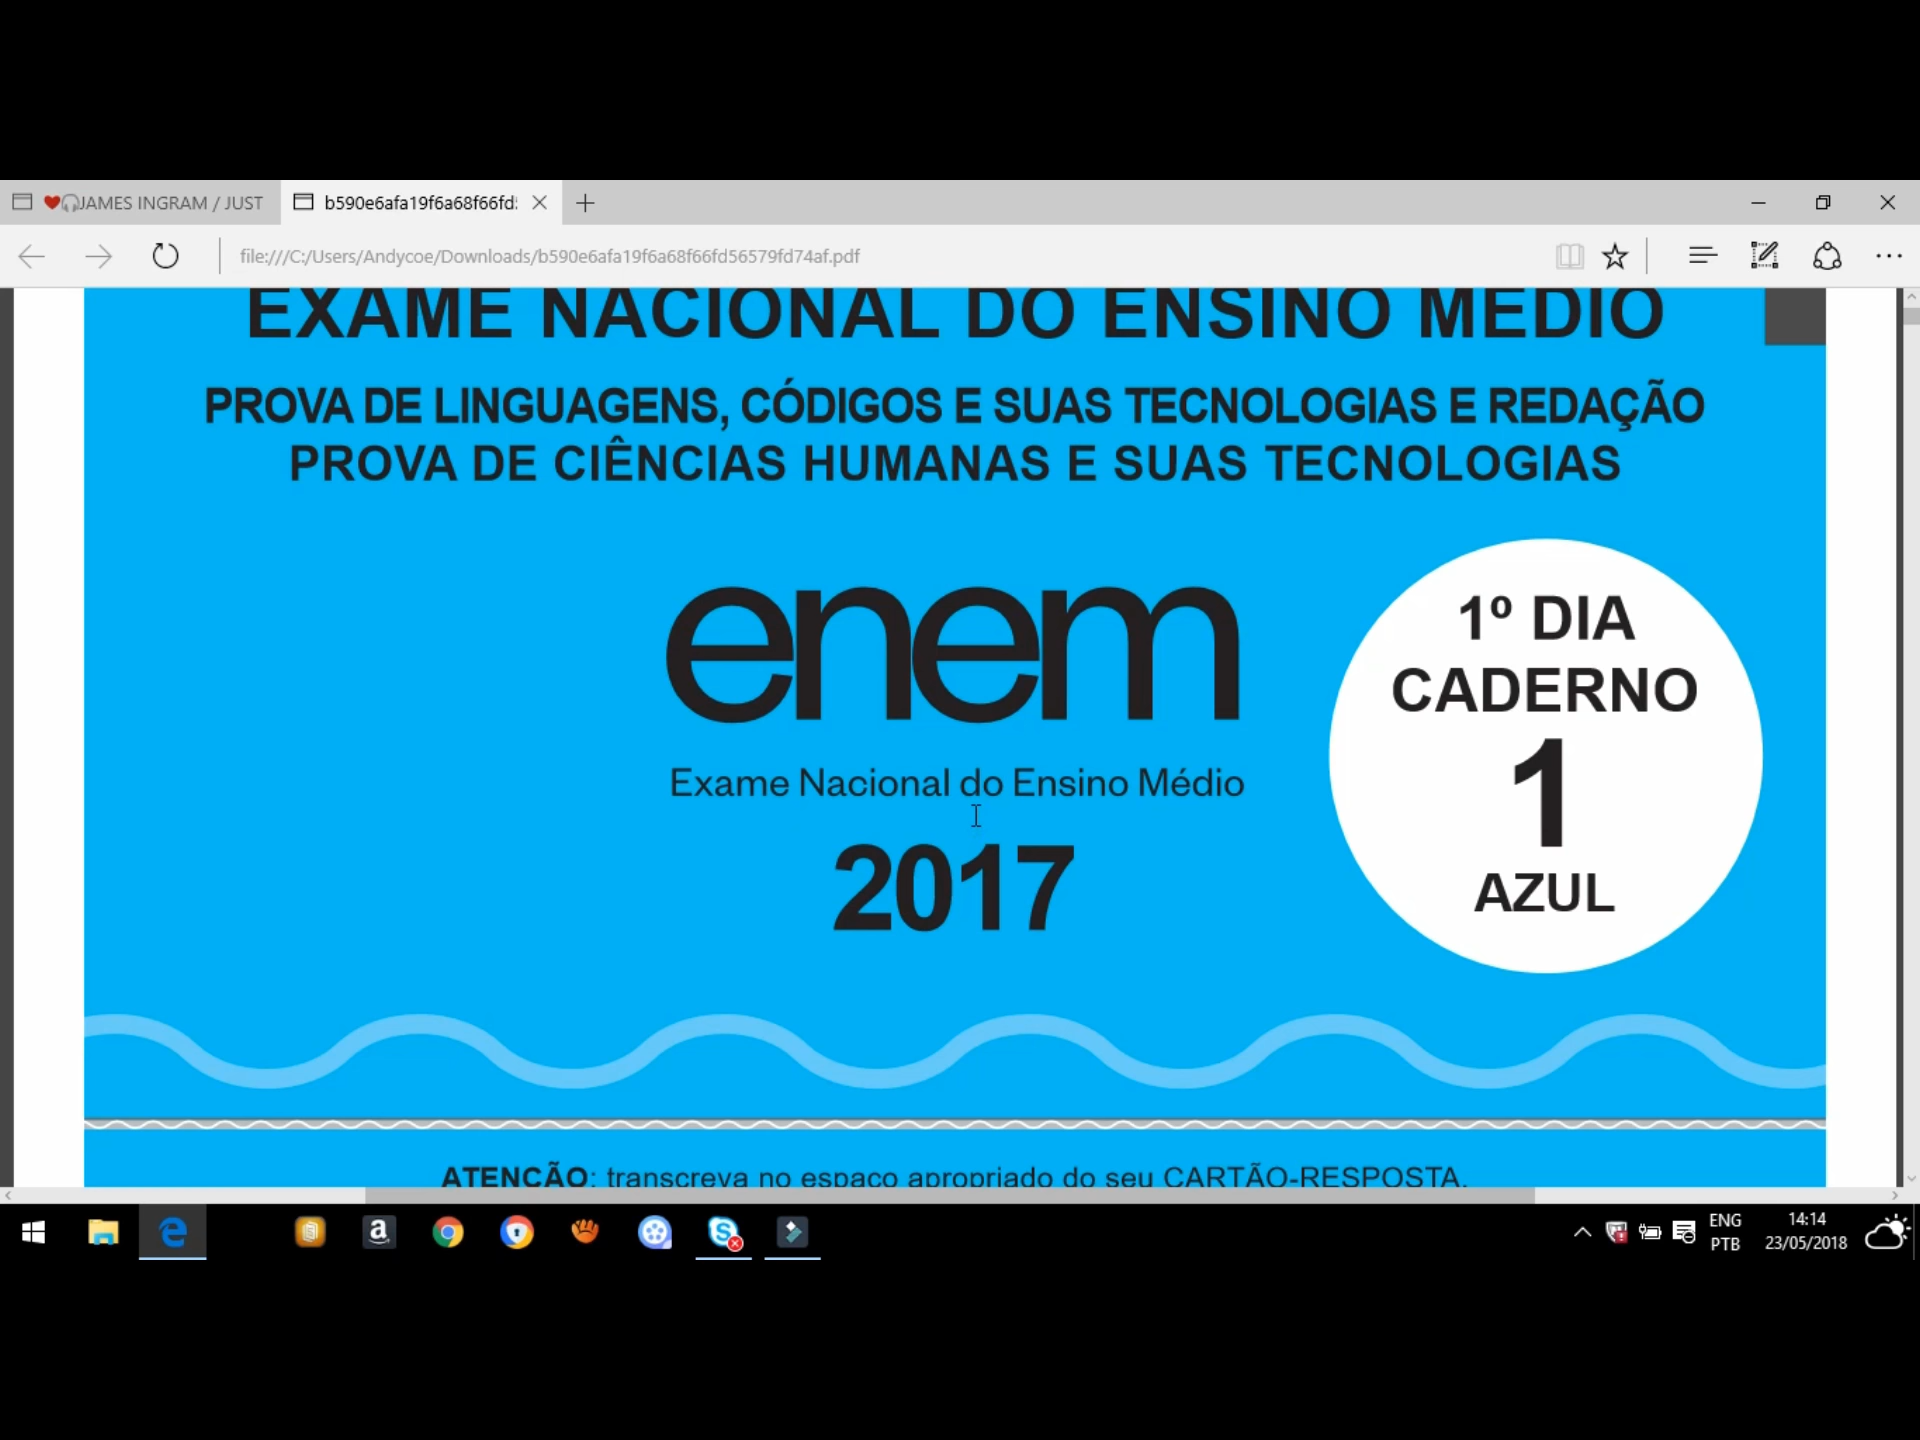 JAMES INGRAM / JUST
b590e6afa19f6a68f66fd
file:///C:/Users/Andycoe/Downloads/b590e6afa19f6a68f66fd56579fd74af.pdf
EXAME NACIONAL DO ENSINO MÉDIO
PROVA DE LINGUAGENS, CÓDIGOS E SUAS TECNOLOGIAS E REDAÇÃO
PROVA DE CIÊNCIAS HUMANAS E SUAS TECNOLOGIAS
enem
Exame Nacional do Ensino Médio
2017
1º DIA
CADERNO
1
AZUL
ATENÇÃO: transcreva no espaço apropriado do seu CARTÃO-RESPOSTA,
ENG
PTB
14:14
23/05/2018